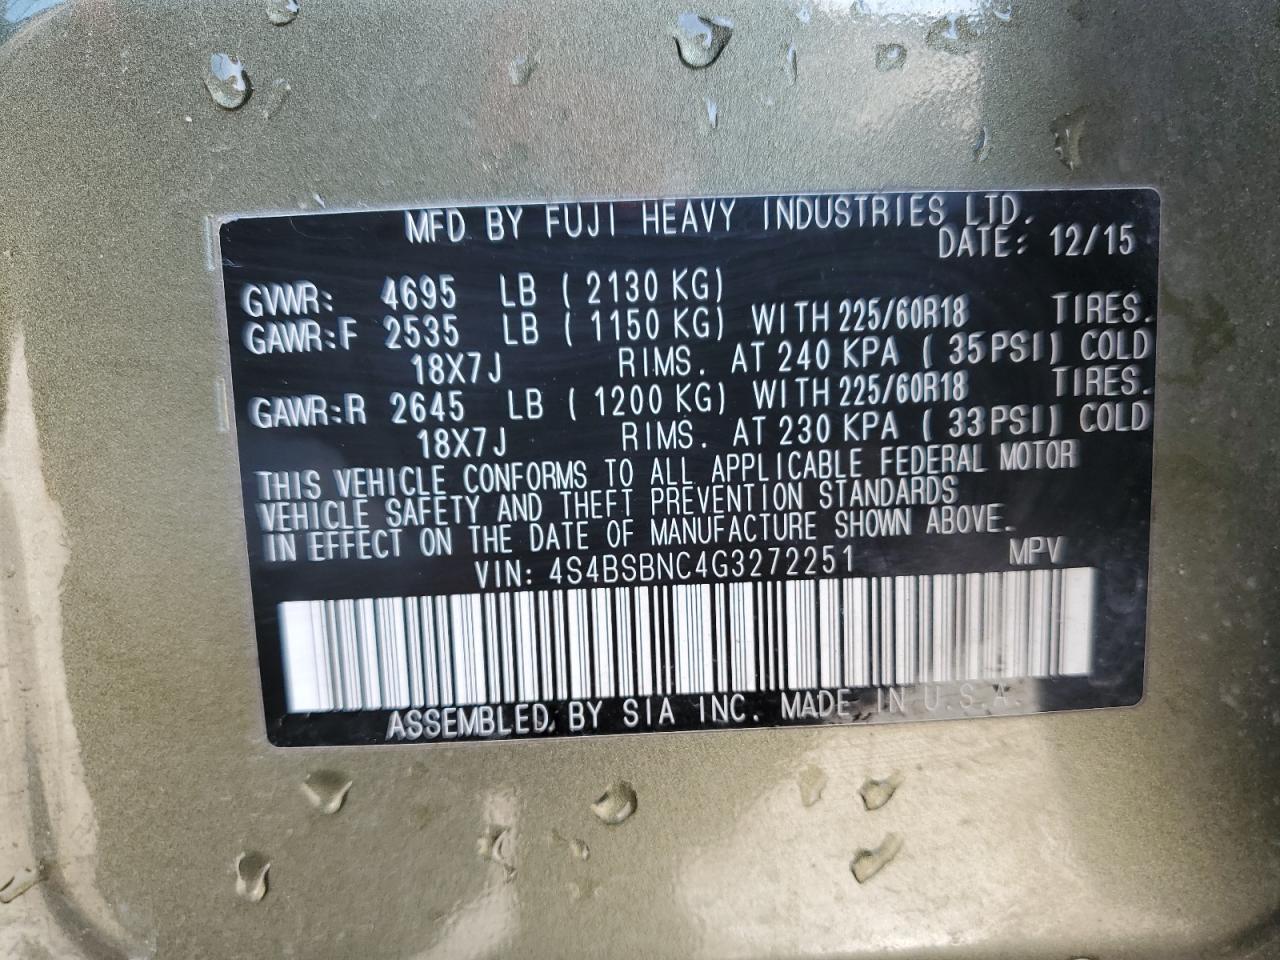 MFD BY FUJI HEAVY INDUSTRIES LTD.
DATE: 12/15
GVWR: 4695 LB ( 2130 KG)
GAWR:F 2535 LB ( 1150 KG) WITH 225/60R18 TIRES.
18X7J RIMS. AT 240 KPA ( 35PSI) COLD
GAWR:R 2645 LB ( 1200 KG) WITH 225/60R18 TIRES.
18X7J RIMS. AT 230 KPA ( 33PSI) COLD
THIS VEHICLE CONFORMS TO ALL APPLICABLE FEDERAL MOTOR
VEHICLE SAFETY AND THEFT PREVENTION STANDARDS
IN EFFECT ON THE DATE OF MANUFACTURE SHOWN ABOVE.
VIN: 4S4BSBNC4G3272251 MPV
ASSEMBLED BY SIA INC. MADE IN U.S.A.